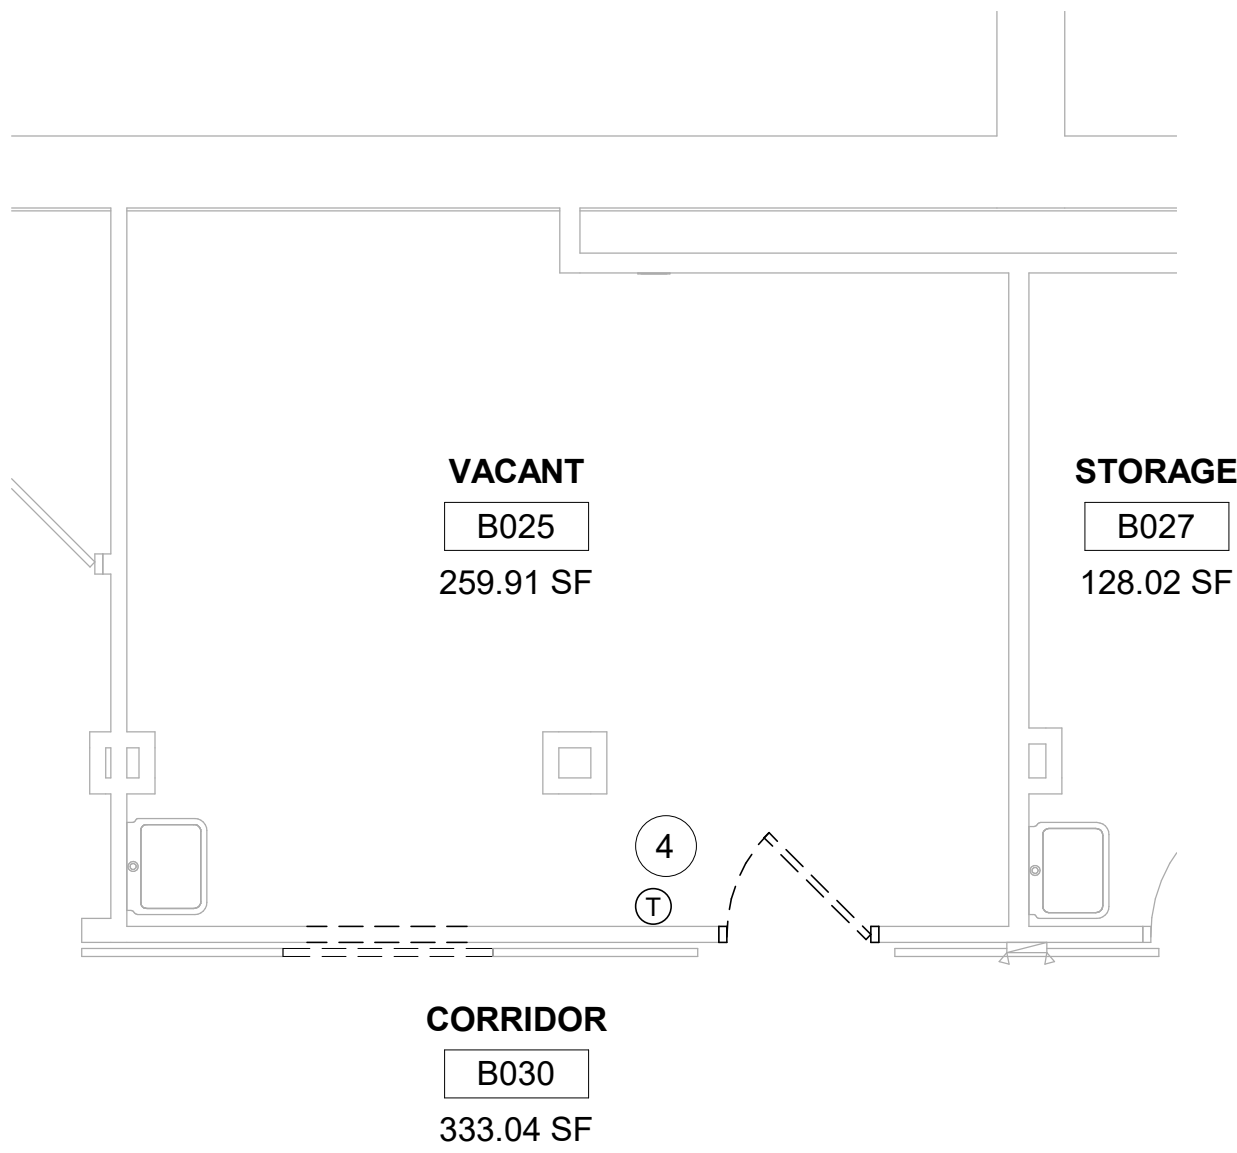 VACANT
B025
259.91 SF
STORAGE
B027
128.02 SF
4
T
CORRIDOR
B030
333.04 SF